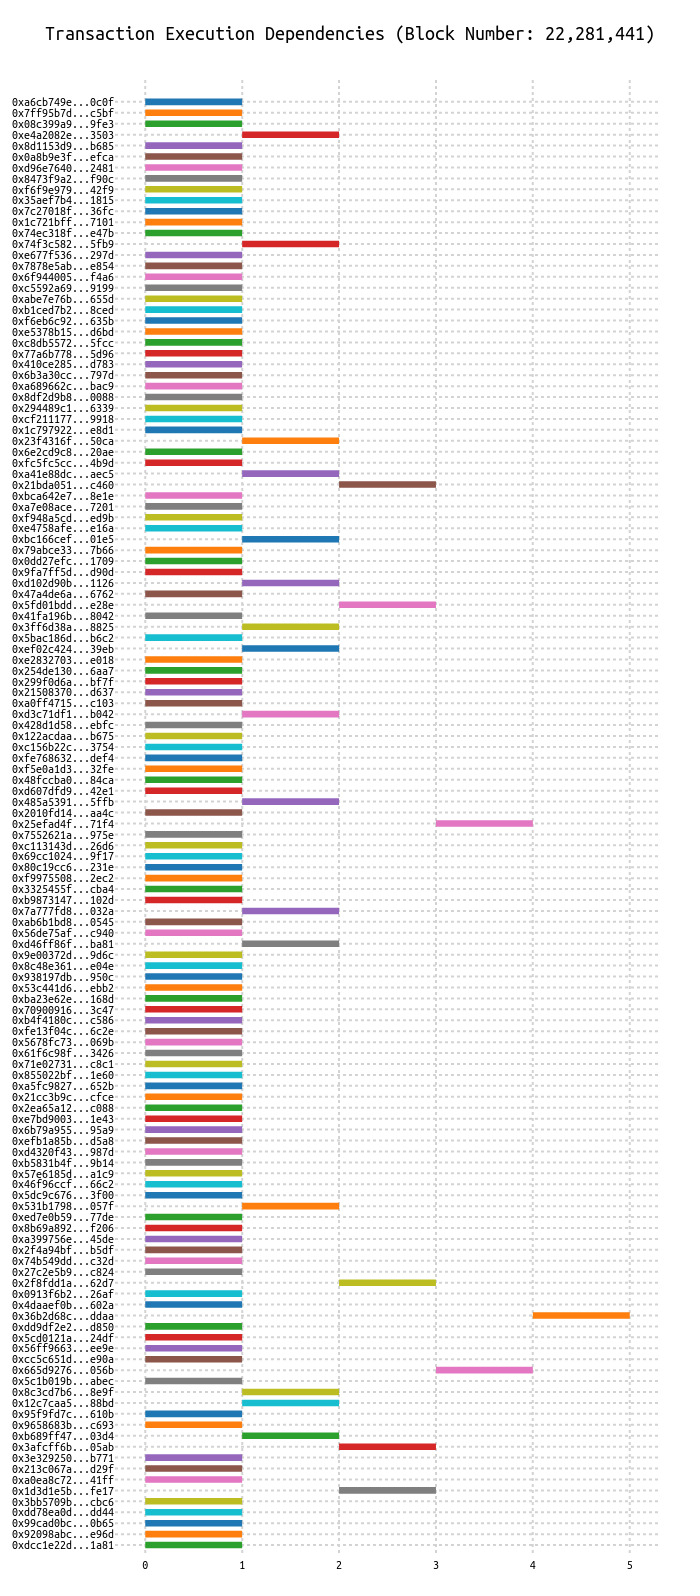 Transaction Execution Dependencies (Block Number: 22,281,441)
0xa6cb749e...0c0f
0x7ff95b7d...c5bf
0x08c399a9...9fe3
0xe4a2082e...3503
0x8d1153d9...b685
0x0a8b9e3f...efca
0xd96e7640...2481
0x8473f9a2...f90c
0xf6f9e979...42f9
0x35aef7b4...1815
0x7c27018f...36fc
0x1c721bff...7101
0x74ec318f...e47b
0x74f3c582...5fb9
0xe677f536...297d
0x7878e5ab...e854
0x6f944005...f4a6
0xc5592a69...9199
0xabe7e76b...655d
0xb1ced7b2...8ced
0xf6eb6c92...635b
0xe5378b15...d6bd
0xc8db5572...5fcc
0x77a6b778...5d96
0x410ce285...d783
0x6b3a30cc...797d
0xa689662c...bac9
0x8df2d9b8...0088
0x294489c1...6339
0xcf211177...9918
0x1c797922...e8d1
0x23f4316f...50ca
0x6e2cd9c8...20ae
0xfc5fc5cc...4b9d
0xa41e88dc...aec5
0x21bda051...c460
0xbca642e7...8e1e
0xa7e08ace...7201
0xf948a5cd...ed9b
0xe4758afe...e16a
0xbc166cef...01e5
0x79abce33...7b66
0x0dd27efc...1709
0x9fa7ff5d...d90d
0xd102d90b...1126
0x47a4de6a...6762
0x5fd01bdd...e28e
0x41fa196b...8042
0x3ff6d38a...8825
0x5bac186d...b6c2
0xef02c424...39eb
0xe2832703...e018
0x254de130...6aa7
0x299f0d6a...bf7f
0x21508370...d637
0xa0ff4715...c103
0xd3c71df1...b042
0x428d1d58...ebfc
0x122acdaa...b675
0xc156b22c...3754
0xfe768632...def4
0xf5e0a1d3...32fe
0x48fccba0...84ca
0xd607dfd9...42e1
0x485a5391...5ffb
0x2010fd14...aa4c
0x25efad4f...71f4
0x7552621a...975e
0xc113143d...26d6
0x69cc1024...9f17
0x80c19cc6...231e
0xf9975508...2ec2
0x3325455f...cba4
0xb9873147...102d
0x7a777fd8...032a
0xab6b1bd8...0545
0x56de75af...c940
0xd46ff86f...ba81
0x9e00372d...9d6c
0x8c48e361...e04e
0x938197db...950c
0x53c441d6...ebb2
0xba23e62e...168d
0x70900916...3c47
0xb4f4180c...c586
0xfe13f04c...6c2e
0x5678fc73...069b
0x61f6c98f...3426
0x71e02731...c8c1
0x855022bf...1e60
0xa5fc9827...652b
0x21cc3b9c...cfce
0x2ea65a12...c088
0xe7bd9003...1e43
0x6b79a955...95a9
0xefb1a85b...d5a8
0xd4320f43...987d
0xb5831b4f...9b14
0x57e6185d...a1c9
0x46f96ccf...66c2
0x5dc9c676...3f00
0x531b1798...057f
0xed7e0b59...77de
0x8b69a892...f206
0xa399756e...45de
0x2f4a94bf...b5df
0x74b549dd...c32d
0x27c2e5b9...c824
0x2f8fdd1a...62d7
0x0913f6b2...26af
0x4daaef0b...602a
0x36b2d68c...ddaa
0xdd9df2e2...d850
0x5cd0121a...24df
0x56ff9663...ee9e
0xcc5c651d...e90a
0x665d9276...056b
0x5c1b019b...abec
0x8c3cd7b6...8e9f
0x12c7caa5...88bd
0x95f9fd7c...610b
0x9658683b...c693
0xb689ff47...03d4
0x3afcff6b...05ab
0x3e329250...b771
0x213c067a...d29f
0xa0ea8c72...41ff
0x1d3d1e5b...fe17
0x3bb5709b...cbc6
0xdd78ea0d...dd44
0x99cad0bc...0b65
0x92098abc...e96d
0xdcc1e22d...1a81
0 1 2 3 4 5